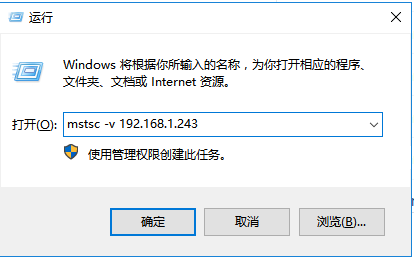 运行
Windows 将根据你所输入的名称，为你打开相应的程序、
文件夹、文档或 Internet 资源。
打开(O): mstsc -v 192.168.1.243
使用管理权限创建此任务。
确定 取消 浏览(B)...